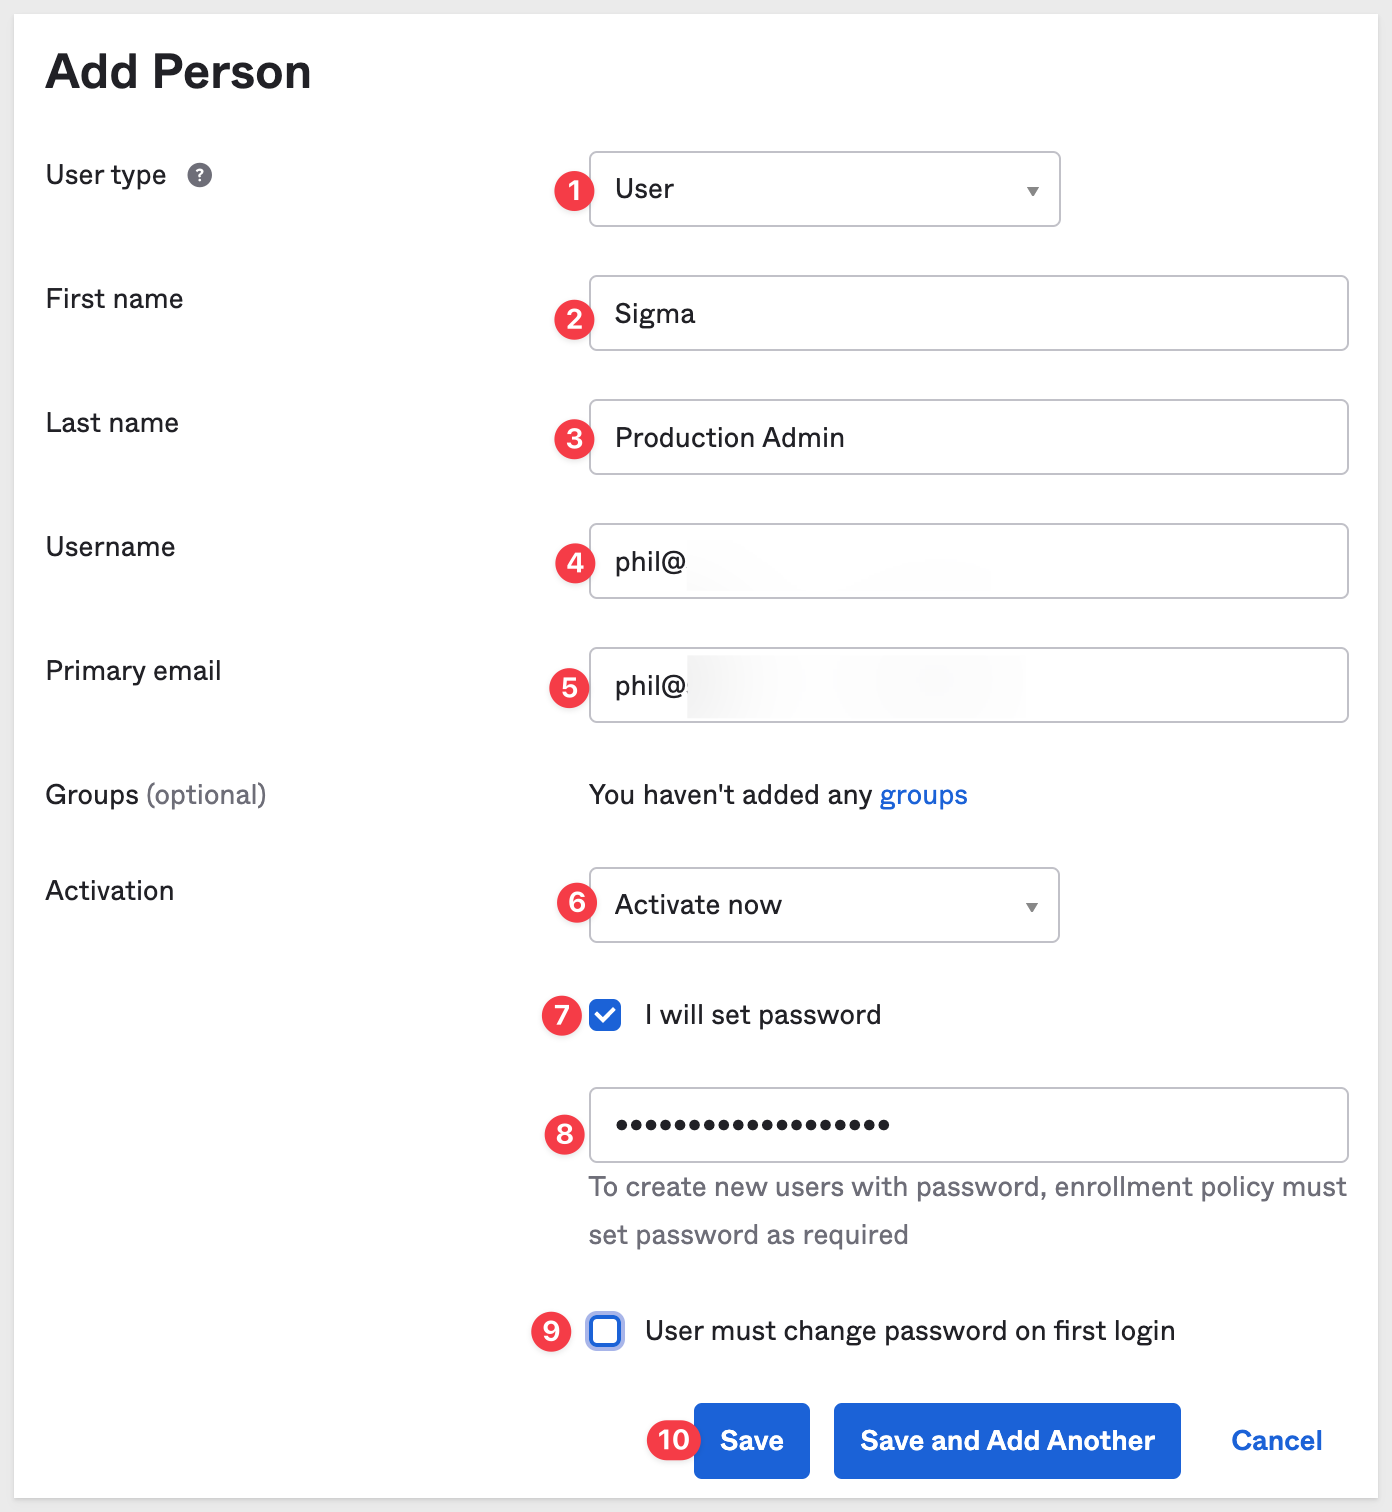 Add Person
User type ?
1 User
First name
2 Sigma
Last name
3 Production Admin
Username
4 phil@
Primary email
5 phil@
Groups (optional) You haven't added any groups
Activation
6 Activate now
7 I will set password
8 •••••••••••••••••••
To create new users with password, enrollment policy must
set password as required
9 User must change password on first login
10 Save Save and Add Another Cancel